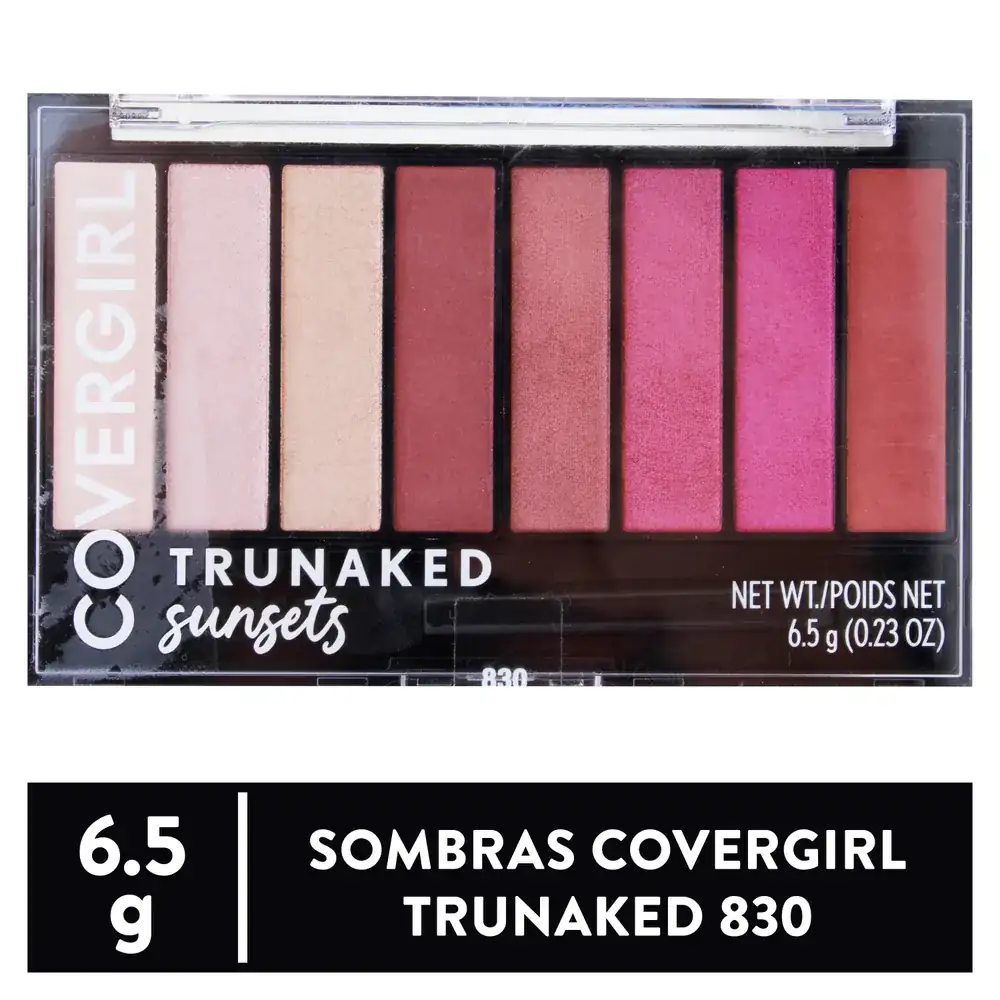 COVERGIRL
TRUNAKED
sunsets
NET WT./POIDS NET
6.5 g (0.23 OZ)
830
6.5
g
SOMBRAS COVERGIRL
TRUNAKED 830